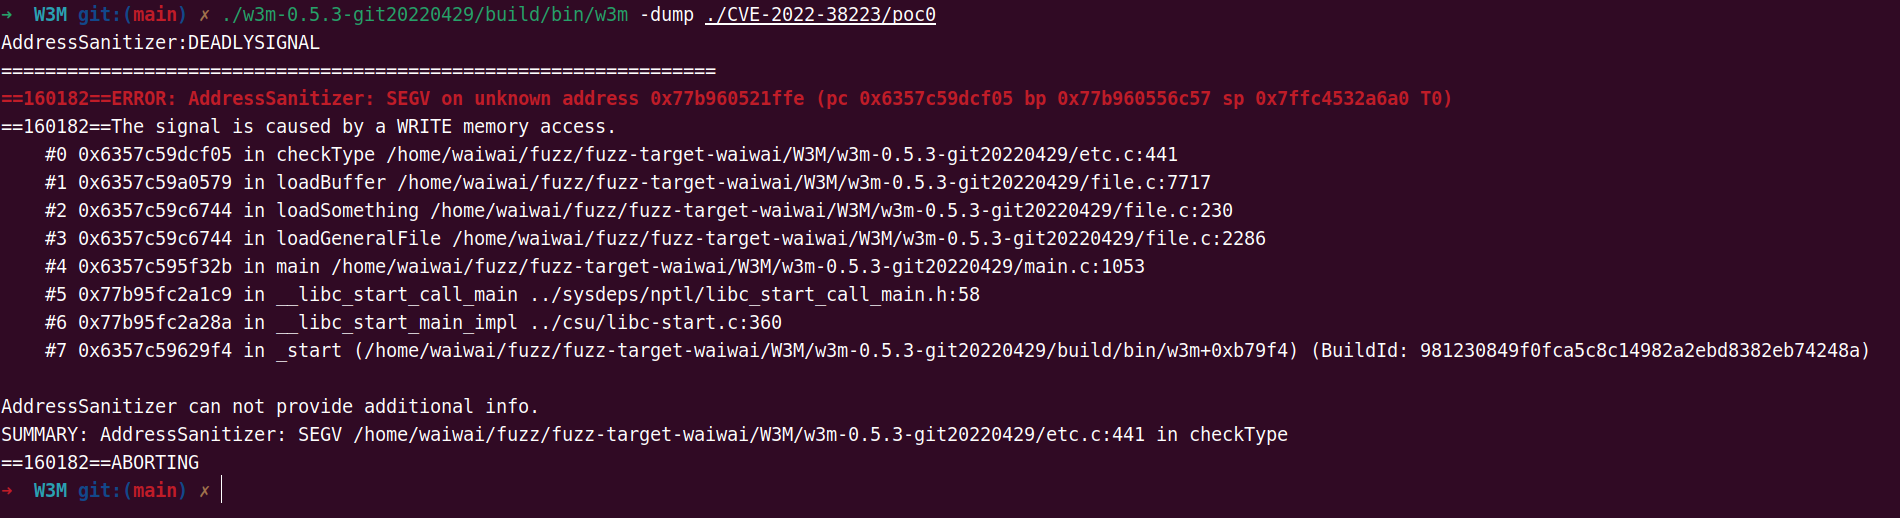 ➜  W3M git:(main) ✗ ./w3m-0.5.3-git20220429/build/bin/w3m -dump ./CVE-2022-38223/poc0
AddressSanitizer:DEADLYSIGNAL
=================================================================
==160182==ERROR: AddressSanitizer: SEGV on unknown address 0x77b960521ffe (pc 0x6357c59dcf05 bp 0x77b960556c57 sp 0x7ffc4532a6a0 T0)
==160182==The signal is caused by a WRITE memory access.
    #0 0x6357c59dcf05 in checkType /home/waiwai/fuzz/fuzz-target-waiwai/W3M/w3m-0.5.3-git20220429/etc.c:441
    #1 0x6357c59a0579 in loadBuffer /home/waiwai/fuzz/fuzz-target-waiwai/W3M/w3m-0.5.3-git20220429/file.c:7717
    #2 0x6357c59c6744 in loadSomething /home/waiwai/fuzz/fuzz-target-waiwai/W3M/w3m-0.5.3-git20220429/file.c:230
    #3 0x6357c59c6744 in loadGeneralFile /home/waiwai/fuzz/fuzz-target-waiwai/W3M/w3m-0.5.3-git20220429/file.c:2286
    #4 0x6357c595f32b in main /home/waiwai/fuzz/fuzz-target-waiwai/W3M/w3m-0.5.3-git20220429/main.c:1053
    #5 0x77b95fc2a1c9 in __libc_start_call_main ../sysdeps/nptl/libc_start_call_main.h:58
    #6 0x77b95fc2a28a in __libc_start_main_impl ../csu/libc-start.c:360
    #7 0x6357c59629f4 in _start (/home/waiwai/fuzz/fuzz-target-waiwai/W3M/w3m-0.5.3-git20220429/build/bin/w3m+0xb79f4) (BuildId: 981230849f0fca5c8c14982a2ebd8382eb74248a)

AddressSanitizer can not provide additional info.
SUMMARY: AddressSanitizer: SEGV /home/waiwai/fuzz/fuzz-target-waiwai/W3M/w3m-0.5.3-git20220429/etc.c:441 in checkType
==160182==ABORTING
➜  W3M git:(main) ✗